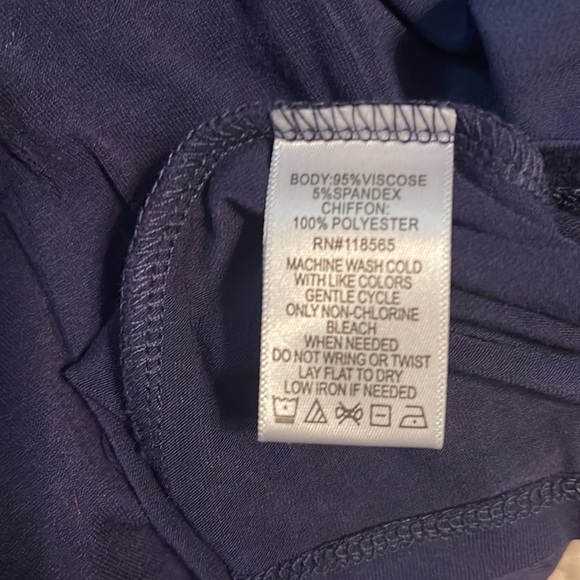 BODY:95%VISCOSE
5%SPANDEX
CHIFFON:
100% POLYESTER
RN#118565
MACHINE WASH COLD
WITH LIKE COLORS
GENTLE CYCLE
ONLY NON-CHLORINE
BLEACH
WHEN NEEDED
DO NOT WRING OR TWIST
LAY FLAT TO DRY
LOW IRON IF NEEDED